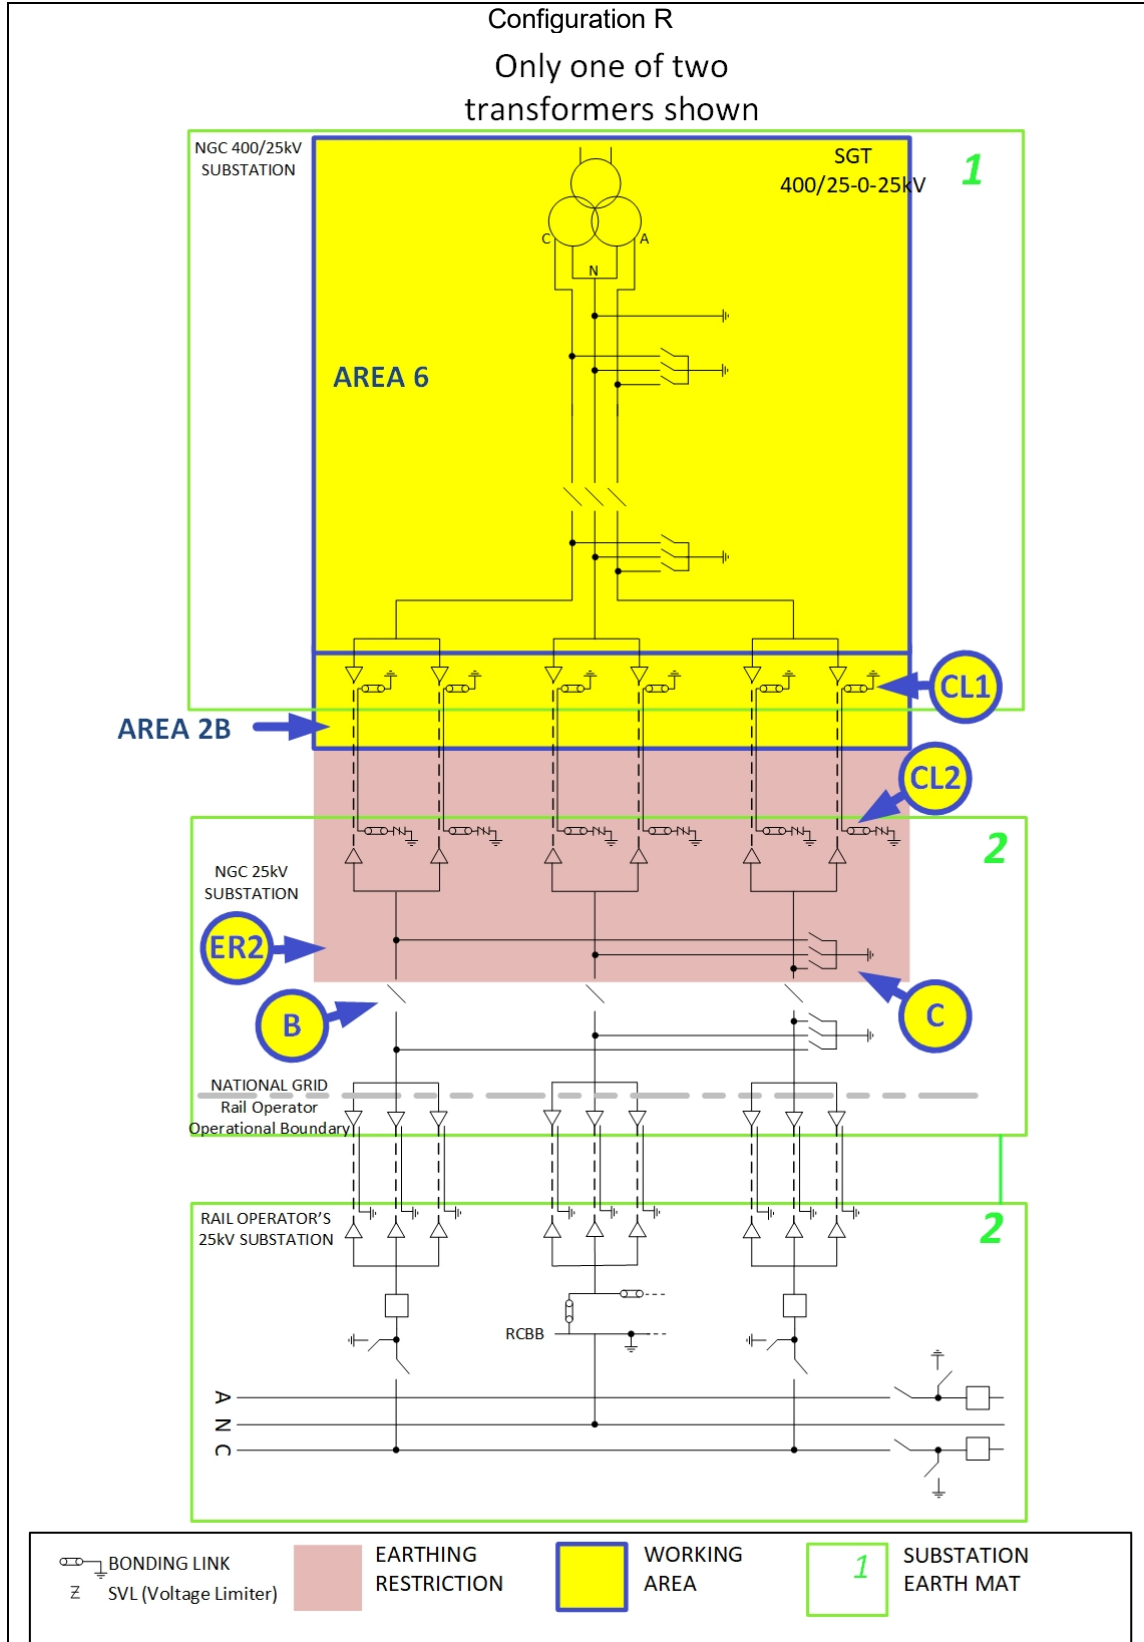 Configuration R
Only one of two
transformers shown
NGC 400/25kV
SUBSTATION
SGT
400/25-0-25kV
1
C
A
N
AREA 6
CL1
AREA 2B
CL2
2
NGC 25kV
SUBSTATION
ER2
B
C
NATIONAL GRID
Rail Operator
Operational Boundary
RAIL OPERATOR'S
25kV SUBSTATION
2
RCBB
A
N
C
BONDING LINK
SVL (Voltage Limiter)
EARTHING
RESTRICTION
WORKING
AREA
1
SUBSTATION
EARTH MAT